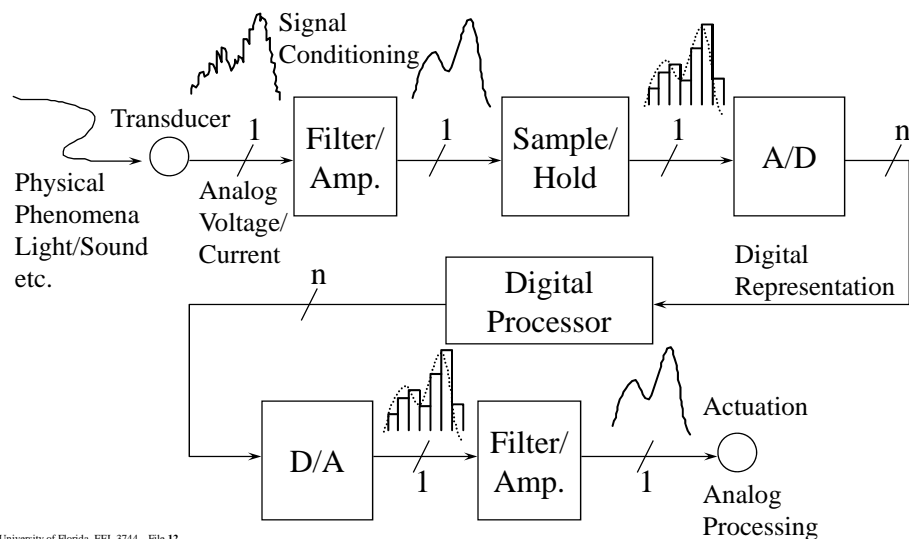 Signal
Conditioning
Transducer
1
Filter/
Amp.
1
Sample/
Hold
1
A/D
n
Physical
Phenomena
Light/Sound
etc.
Analog
Voltage/
Current
Digital
Representation
n
Digital
Processor
D/A
1
Filter/
Amp.
1
Actuation
Analog
Processing
University of Florida, EEL 3744 – File 12